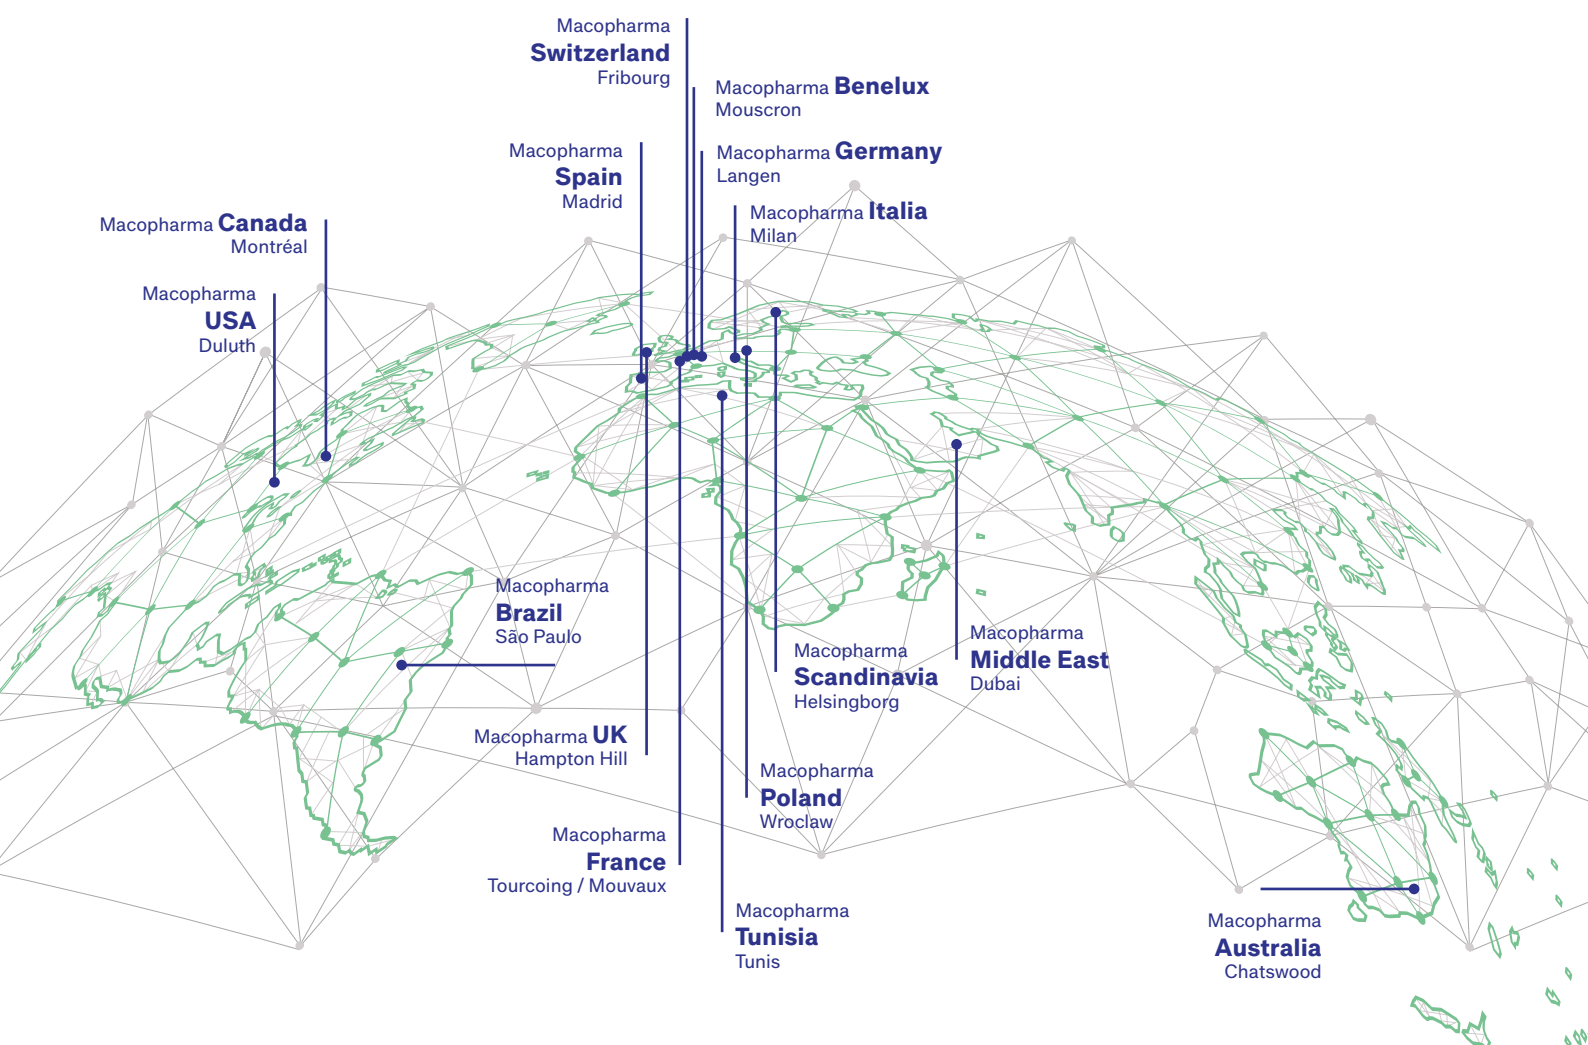 Macopharma
Switzerland
Fribourg
Macopharma Benelux
Mouscron
Macopharma
Spain
Madrid
Macopharma Germany
Langen
Macopharma Italia
Milan
Macopharma Canada
Montréal
Macopharma
USA
Duluth
Macopharma
Brazil
São Paulo
Macopharma
Scandinavia
Helsingborg
Macopharma
Middle East
Dubai
Macopharma UK
Hampton Hill
Macopharma
Poland
Wroclaw
Macopharma
France
Tourcoing / Mouvaux
Macopharma
Tunisia
Tunis
Macopharma
Australia
Chatswood